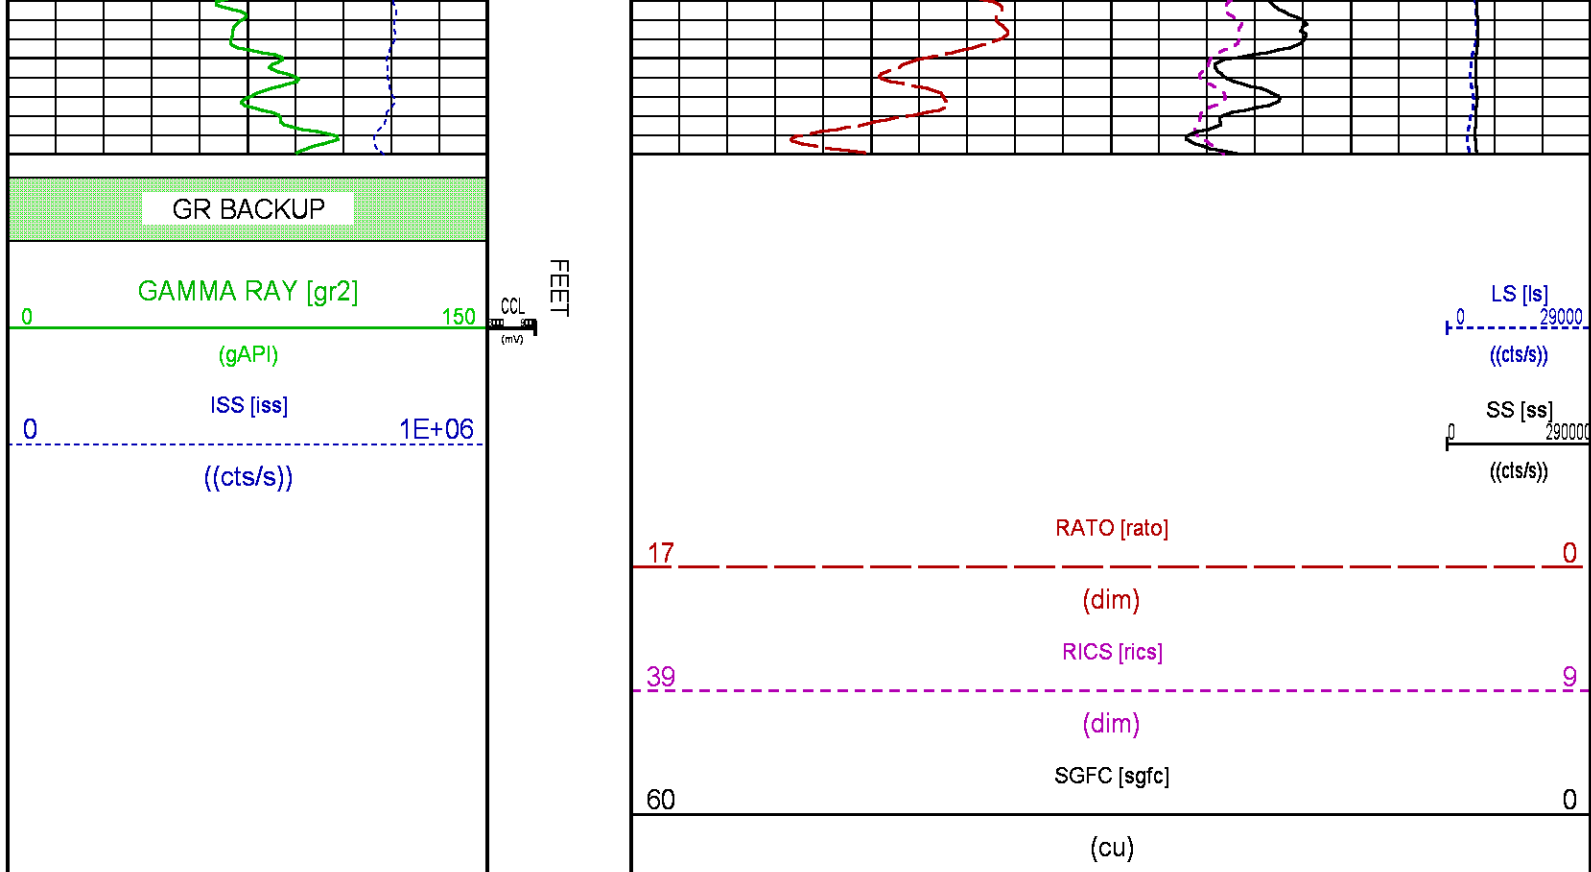 GR BACKUP
GAMMA RAY [gr2]
0 150
(gAPI)
ISS [iss]
0 1E+06
((cts/s))
CCL
(mV)
FEET
LS [ls]
0 29000
((cts/s))
SS [ss]
0 290000
((cts/s))
RATO [rato]
17 0
(dim)
RICS [rics]
39 9
(dim)
SGFC [sgfc]
60 0
(cu)